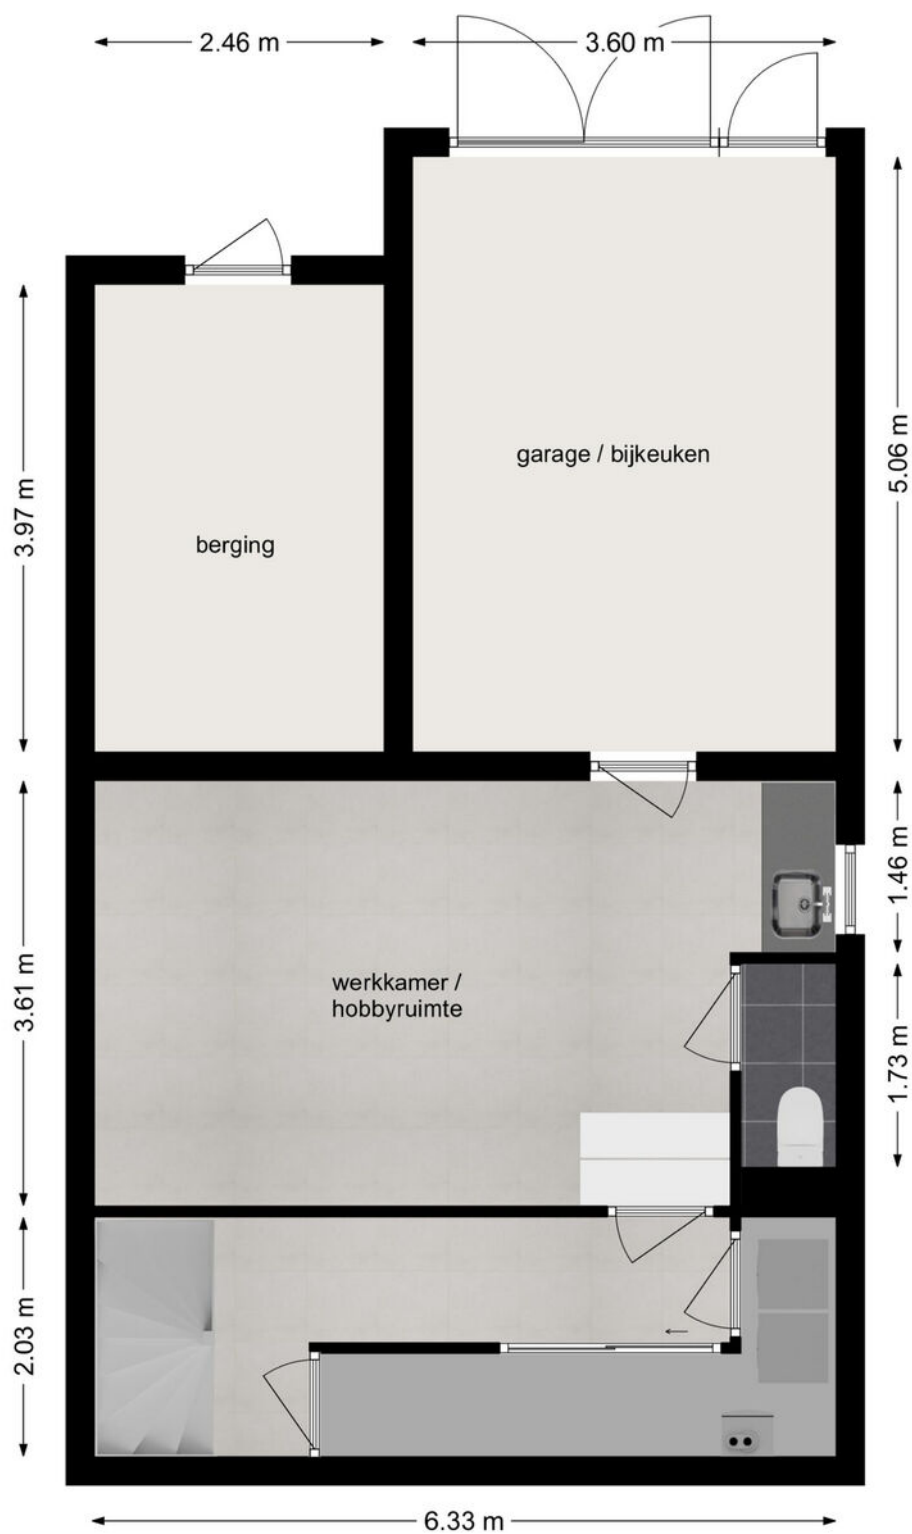 2.46 m
3.60 m
5.06 m
3.97 m
garage / bijkeuken
berging
1.46 m
3.61 m
werkkamer /
hobbyruimte
1.73 m
2.03 m
6.33 m